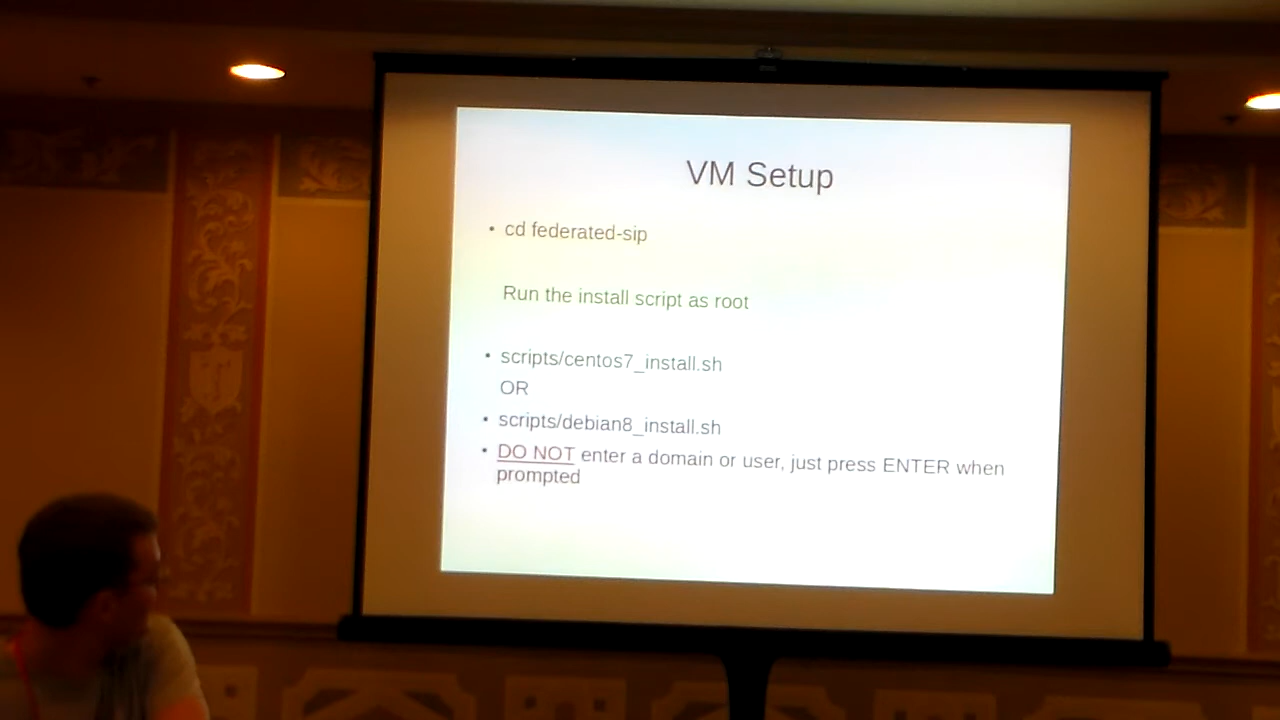 VM Setup
• cd federated-sip
Run the install script as root
• scripts/centos7_install.sh
OR
• scripts/debian8_install.sh
• DO NOT enter a domain or user, just press ENTER when
prompted